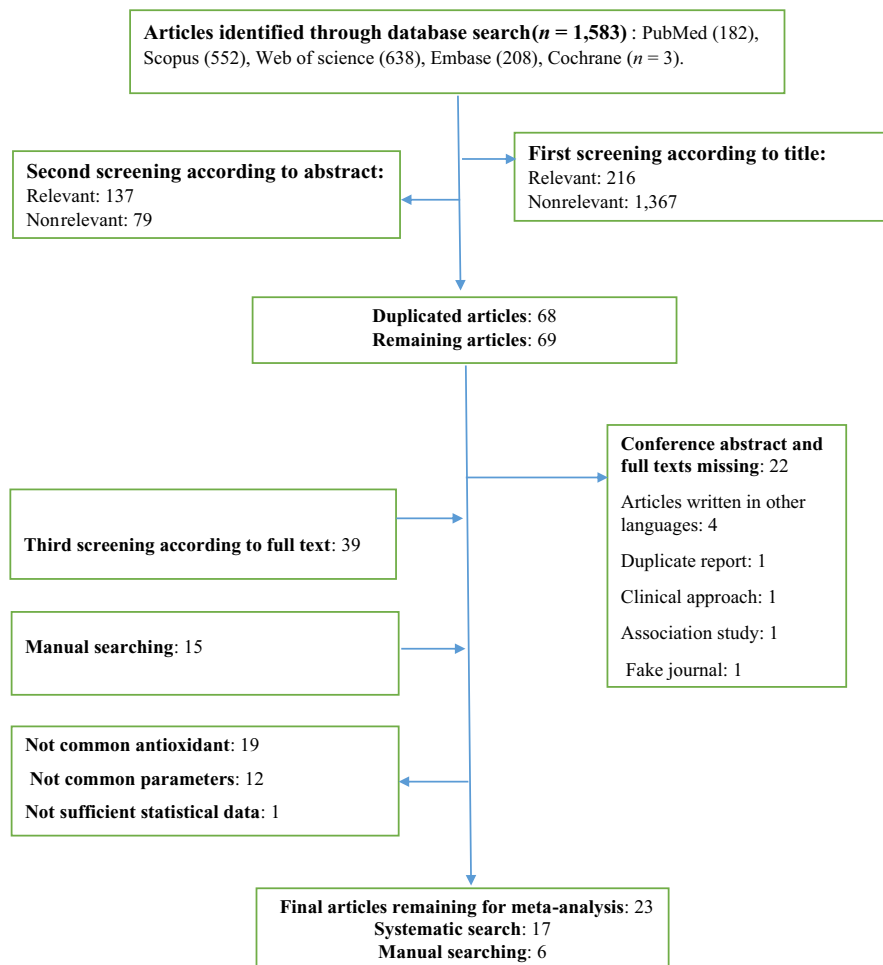 Articles identified through database search(n = 1,583) : PubMed (182),
Scopus (552), Web of science (638), Embase (208), Cochrane (n = 3).
First screening according to title:
Relevant: 216
Nonrelevant: 1,367
Second screening according to abstract:
Relevant: 137
Nonrelevant: 79
Duplicated articles: 68
Remaining articles: 69
Conference abstract and
full texts missing: 22
Articles written in other
languages: 4
Duplicate report: 1
Clinical approach: 1
Association study: 1
Fake journal: 1
Third screening according to full text: 39
Manual searching: 15
Not common antioxidant: 19
Not common parameters: 12
Not sufficient statistical data: 1
Final articles remaining for meta-analysis: 23
Systematic search: 17
Manual searching: 6